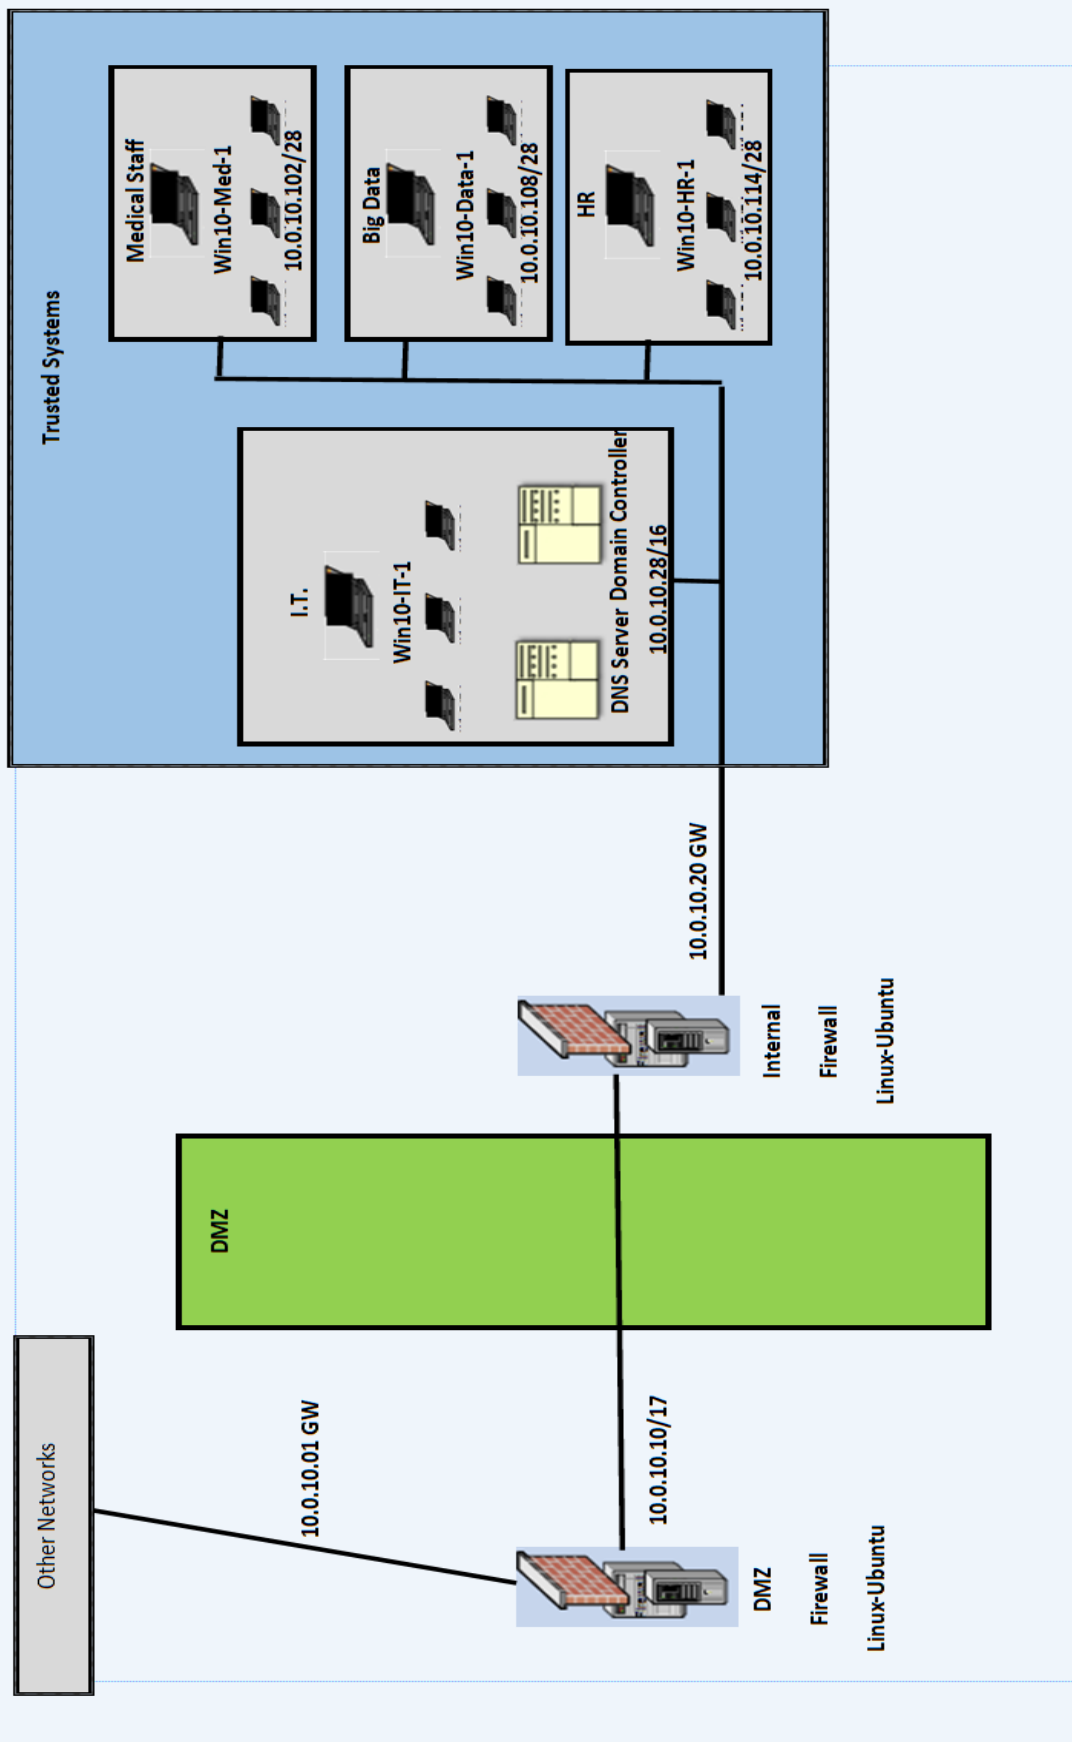 Other Networks
10.0.10.01 GW
DMZ
Firewall
Linux-Ubuntu
10.0.10.10/17
DMZ
Internal
Firewall
Linux-Ubuntu
10.0.10.20 GW
Trusted Systems
I.T.
Win10-IT-1
DNS Server Domain Controller
10.0.10.28/16
Medical Staff
Win10-Med-1
10.0.10.102/28
Big Data
Win10-Data-1
10.0.10.108/28
HR
Win10-HR-1
10.0.10.114/28